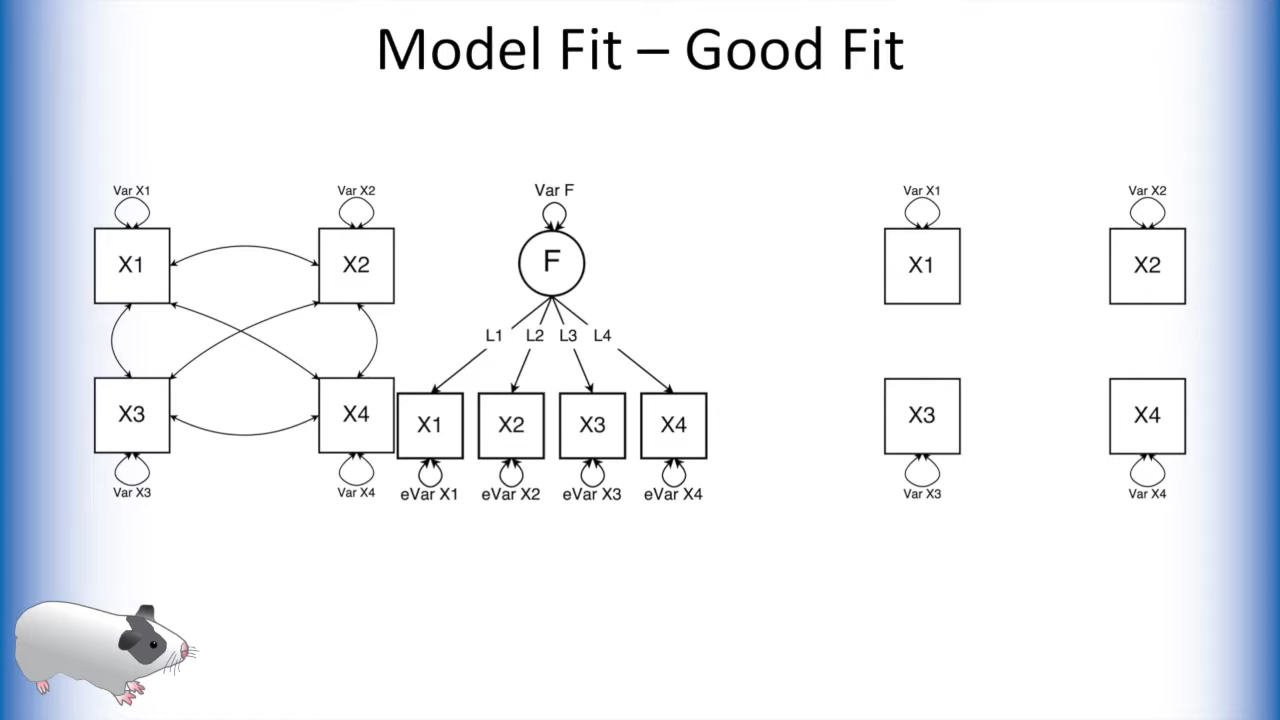 Model Fit – Good Fit
Var X1
Var X2
X1
X2
X3
X4
Var X3
Var X4
Var F
F
L1 L2 L3 L4
X1 X2 X3 X4
eVar X1 eVar X2 eVar X3 eVar X4
Var X1
Var X2
X1
X2
X3
X4
Var X3
Var X4